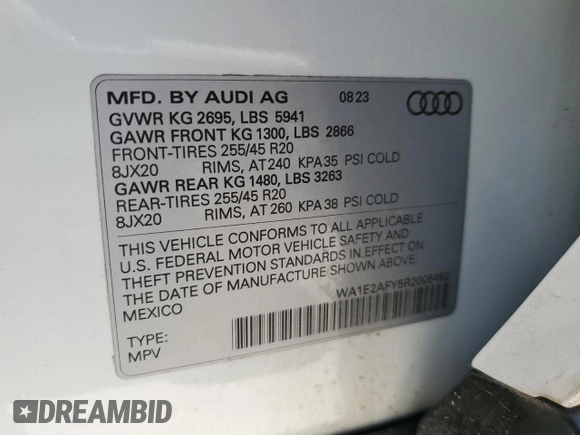 MFD. BY AUDI AG 08 23
GVWR KG 2695, LBS 5941
GAWR FRONT KG 1300, LBS 2866
FRONT-TIRES 255/45 R20
8JX20 RIMS, AT 240 KPA 35 PSI COLD
GAWR REAR KG 1480, LBS 3263
REAR-TIRES 255/45 R20
8JX20 RIMS, AT 260 KPA 38 PSI COLD
THIS VEHICLE CONFORMS TO ALL APPLICABLE
U.S. FEDERAL MOTOR VEHICLE SAFETY AND
THEFT PREVENTION STANDARDS IN EFFECT ON
THE DATE OF MANUFACTURE SHOWN ABOVE.
MEXICO
TYPE:
MPV
DREAMBID